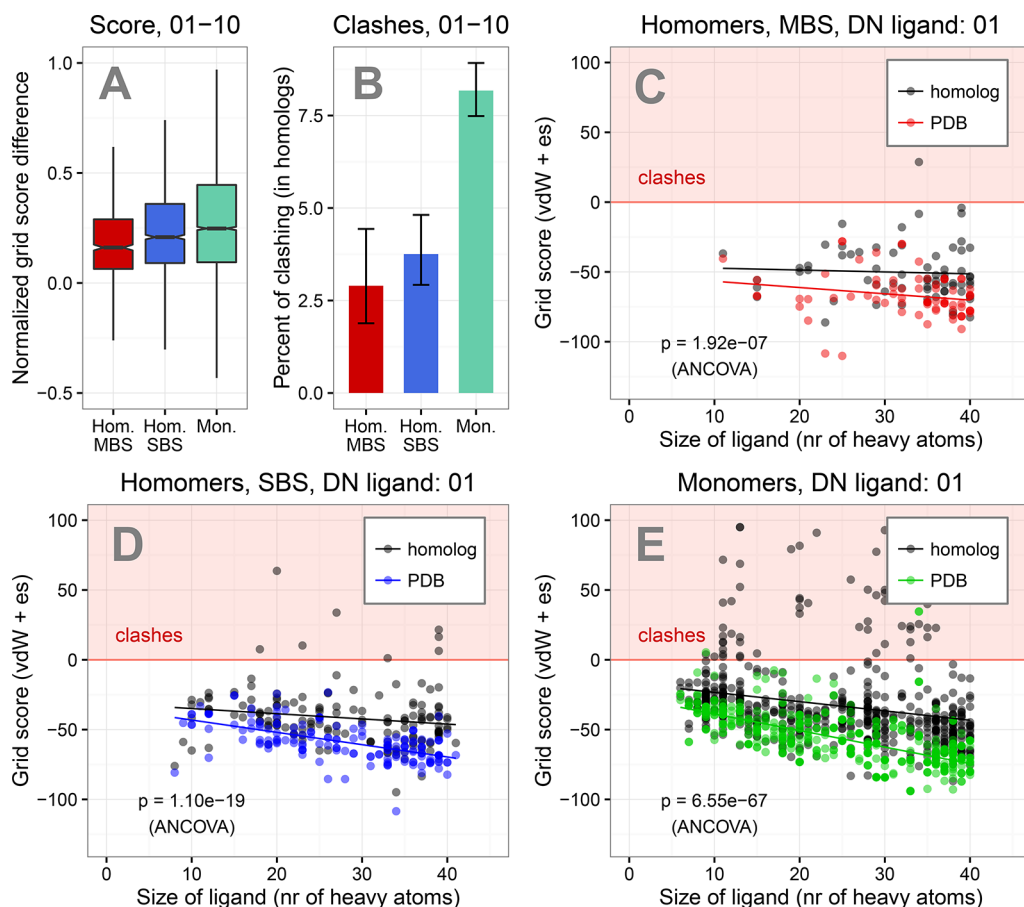 Score, 01−10
A
Normalized grid score difference
1.0
0.5
0.0
−0.5
Hom.
MBS
Hom.
SBS
Mon.
Clashes, 01−10
B
Percent of clashing (in homologs)
7.5
5.0
2.5
0.0
Hom.
MBS
Hom.
SBS
Mon.
Homomers, MBS, DN ligand: 01
C
homolog
PDB
clashes
Grid score (vdW + es)
100
50
0
−50
−100
p = 1.92e−07
(ANCOVA)
0 10 20 30 40
Size of ligand (nr of heavy atoms)
Homomers, SBS, DN ligand: 01
D
homolog
PDB
clashes
Grid score (vdW + es)
100
50
0
−50
−100
p = 1.10e−19
(ANCOVA)
0 10 20 30 40
Size of ligand (nr of heavy atoms)
Monomers, DN ligand: 01
E
homolog
PDB
clashes
Grid score (vdW + es)
100
50
0
−50
−100
p = 6.55e−67
(ANCOVA)
0 10 20 30 40
Size of ligand (nr of heavy atoms)